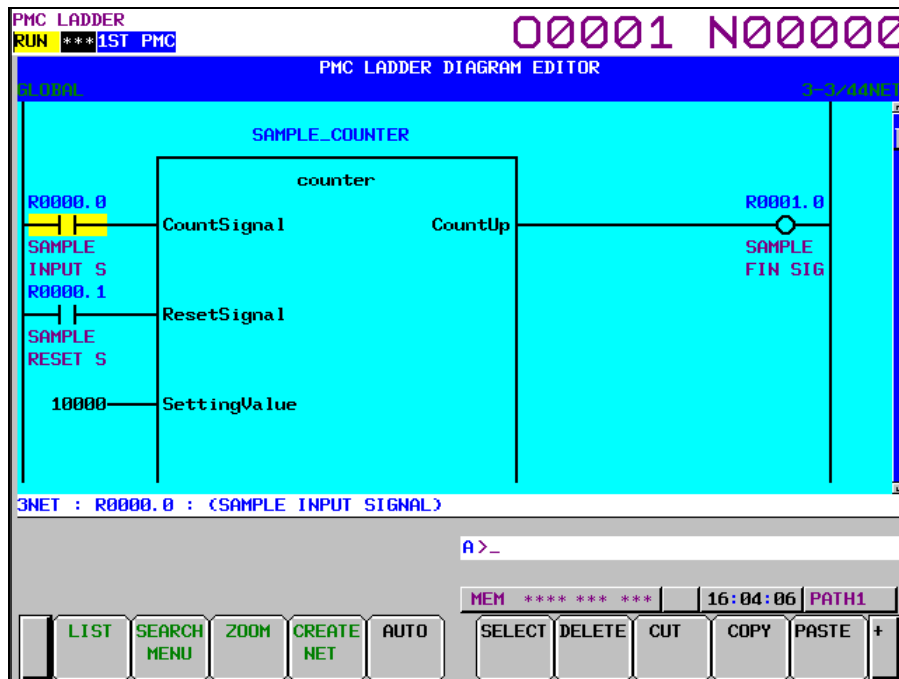 PMC LADDER
RUN ***1ST PMC
O0001 N00000
PMC LADDER DIAGRAM EDITOR
GLOBAL 3-3/44NET
SAMPLE_COUNTER
counter
R0000.0 R0001.0
CountSignal CountUp
SAMPLE SAMPLE
INPUT S FIN SIG
R0000.1
ResetSignal
SAMPLE
RESET S
10000 SettingValue
3NET : R0000.0 : (SAMPLE INPUT SIGNAL)
A>_
MEM **** *** *** 16:04:06 PATH1
LIST SEARCH MENU ZOOM CREATE NET AUTO SELECT DELETE CUT COPY PASTE +